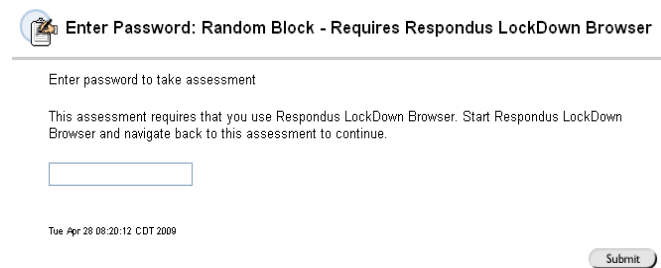 Enter Password: Random Block - Requires Respondus LockDown Browser
Enter password to take assessment
This assessment requires that you use Respondus LockDown Browser. Start Respondus LockDown
Browser and navigate back to this assessment to continue.
Tue Apr 28 08:20:12 CDT 2009
Submit